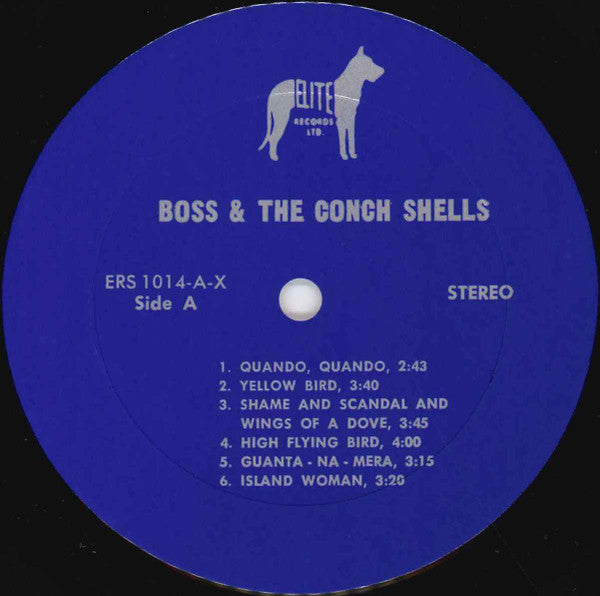 ELITE
RECORDS
LTD.
BOSS & THE CONCH SHELLS
ERS 1014-A-X
Side A
STEREO
1. QUANDO, QUANDO, 2:43
2. YELLOW BIRD, 3:40
3. SHAME AND SCANDAL AND
WINGS OF A DOVE, 3:45
4. HIGH FLYING BIRD, 4:00
5. GUANTA - NA - MERA, 3:15
6. ISLAND WOMAN, 3:20